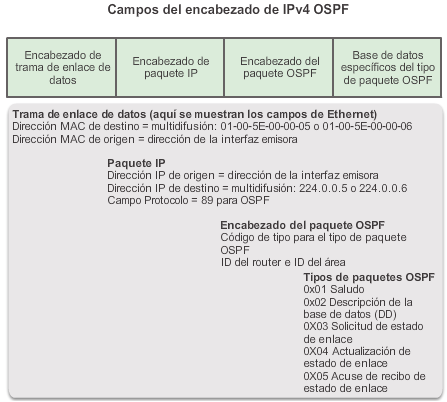 Campos del encabezado de IPv4 OSPF
Encabezado de
trama de enlace de
datos
Encabezado de
paquete IP
Encabezado del
paquete OSPF
Base de datos
específicos del tipo
de paquete OSPF
Trama de enlace de datos (aquí se muestran los campos de Ethernet)
Dirección MAC de destino = multidifusión: 01-00-5E-00-00-05 o 01-00-5E-00-00-06
Dirección MAC de origen = dirección de la interfaz emisora
Paquete IP
Dirección IP de origen = dirección de la interfaz emisora
Dirección IP de destino = multidifusión: 224.0.0.5 o 224.0.0.6
Campo Protocolo = 89 para OSPF
Encabezado del paquete OSPF
Código de tipo para el tipo de paquete
OSPF
ID del router e ID del área
Tipos de paquetes OSPF
0x01 Saludo
0x02 Descripción de la
base de datos (DD)
0X03 Solicitud de estado
de enlace
0X04 Actualización de
estado de enlace
0X05 Acuse de recibo de
estado de enlace